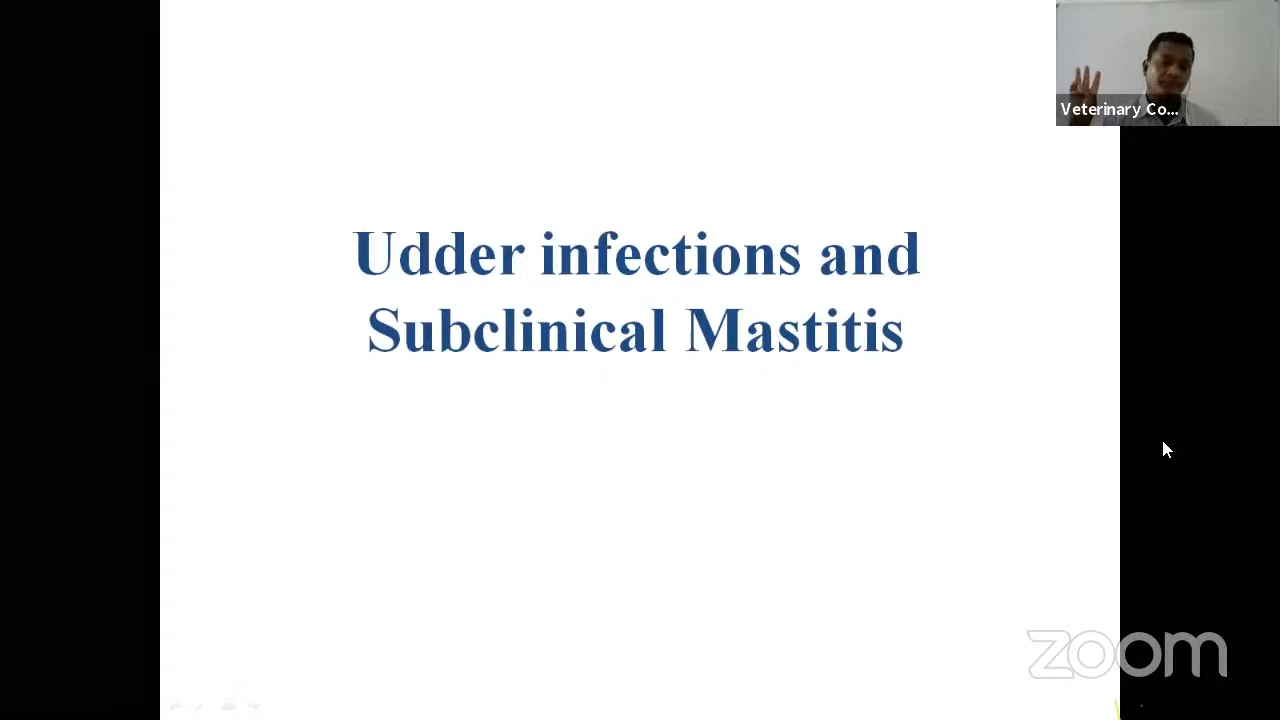 Veterinary Co...
Udder infections and
Subclinical Mastitis
zoom